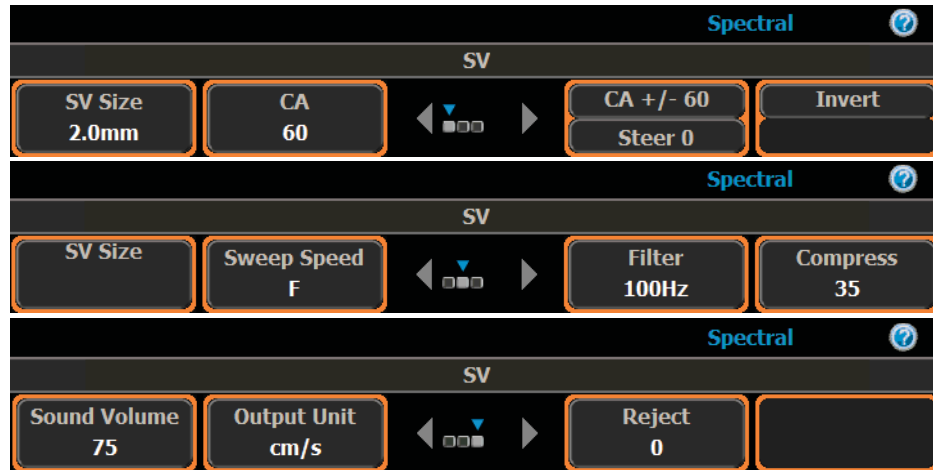 Spectral ?
SV
SV Size CA CA +/- 60 Invert
2.0mm 60 Steer 0
Spectral ?
SV
SV Size Sweep Speed Filter Compress
F 100Hz 35
Spectral ?
SV
Sound Volume Output Unit Reject
75 cm/s 0